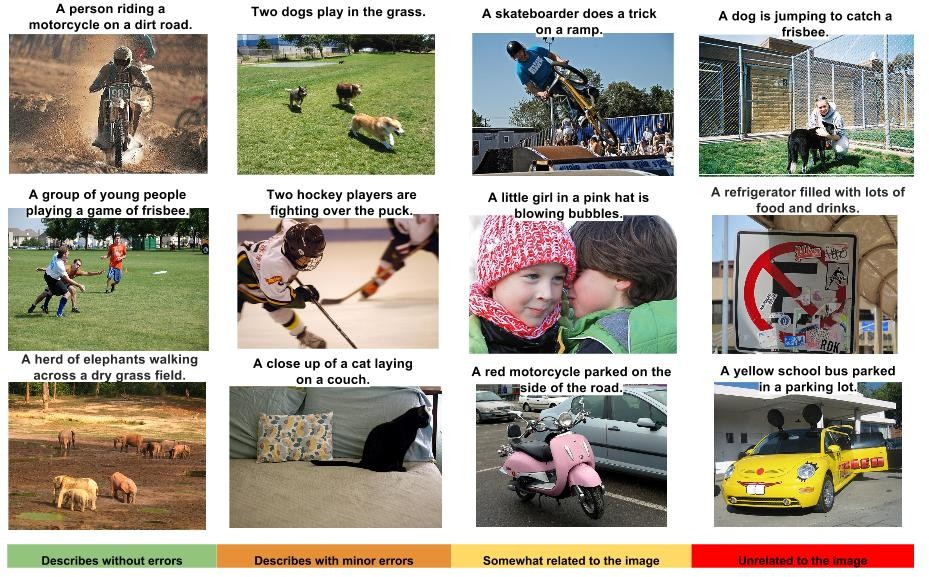 A person riding a
motorcycle on a dirt road.
Two dogs play in the grass.
A skateboarder does a trick
on a ramp.
A dog is jumping to catch a
frisbee.
A group of young people
playing a game of frisbee.
Two hockey players are
fighting over the puck.
A little girl in a pink hat is
blowing bubbles.
A refrigerator filled with lots of
food and drinks.
RDK
A herd of elephants walking
across a dry grass field.
A close up of a cat laying
on a couch.
A red motorcycle parked on the
side of the road.
A yellow school bus parked
in a parking lot.
Describes without errors
Describes with minor errors
Somewhat related to the image
Unrelated to the image